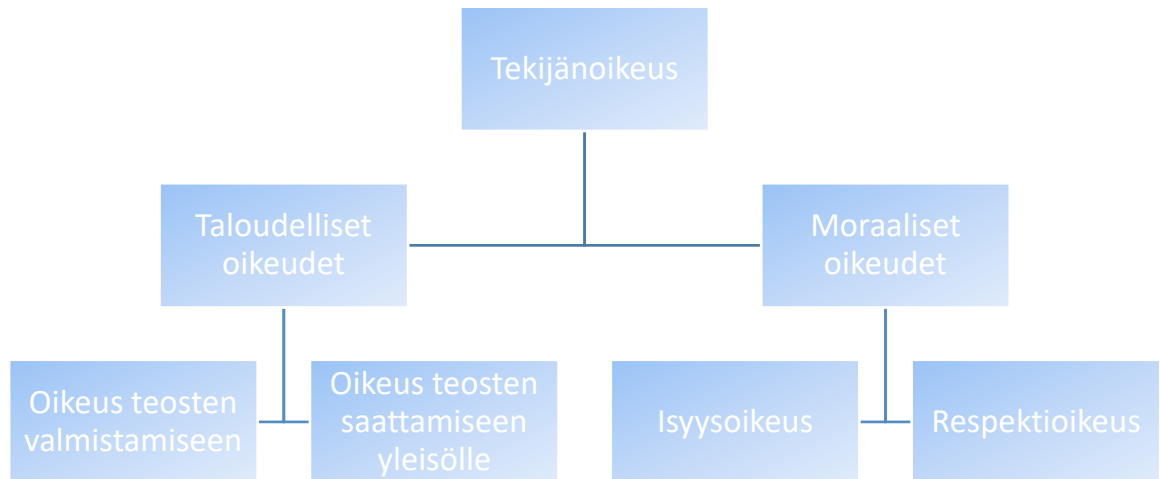 Tekijänoikeus
Taloudelliset
oikeudet
Moraaliset
oikeudet
Oikeus teosten
valmistamiseen
Oikeus teosten
saattamiseen
yleisölle
Isyysoikeus
Respektioikeus